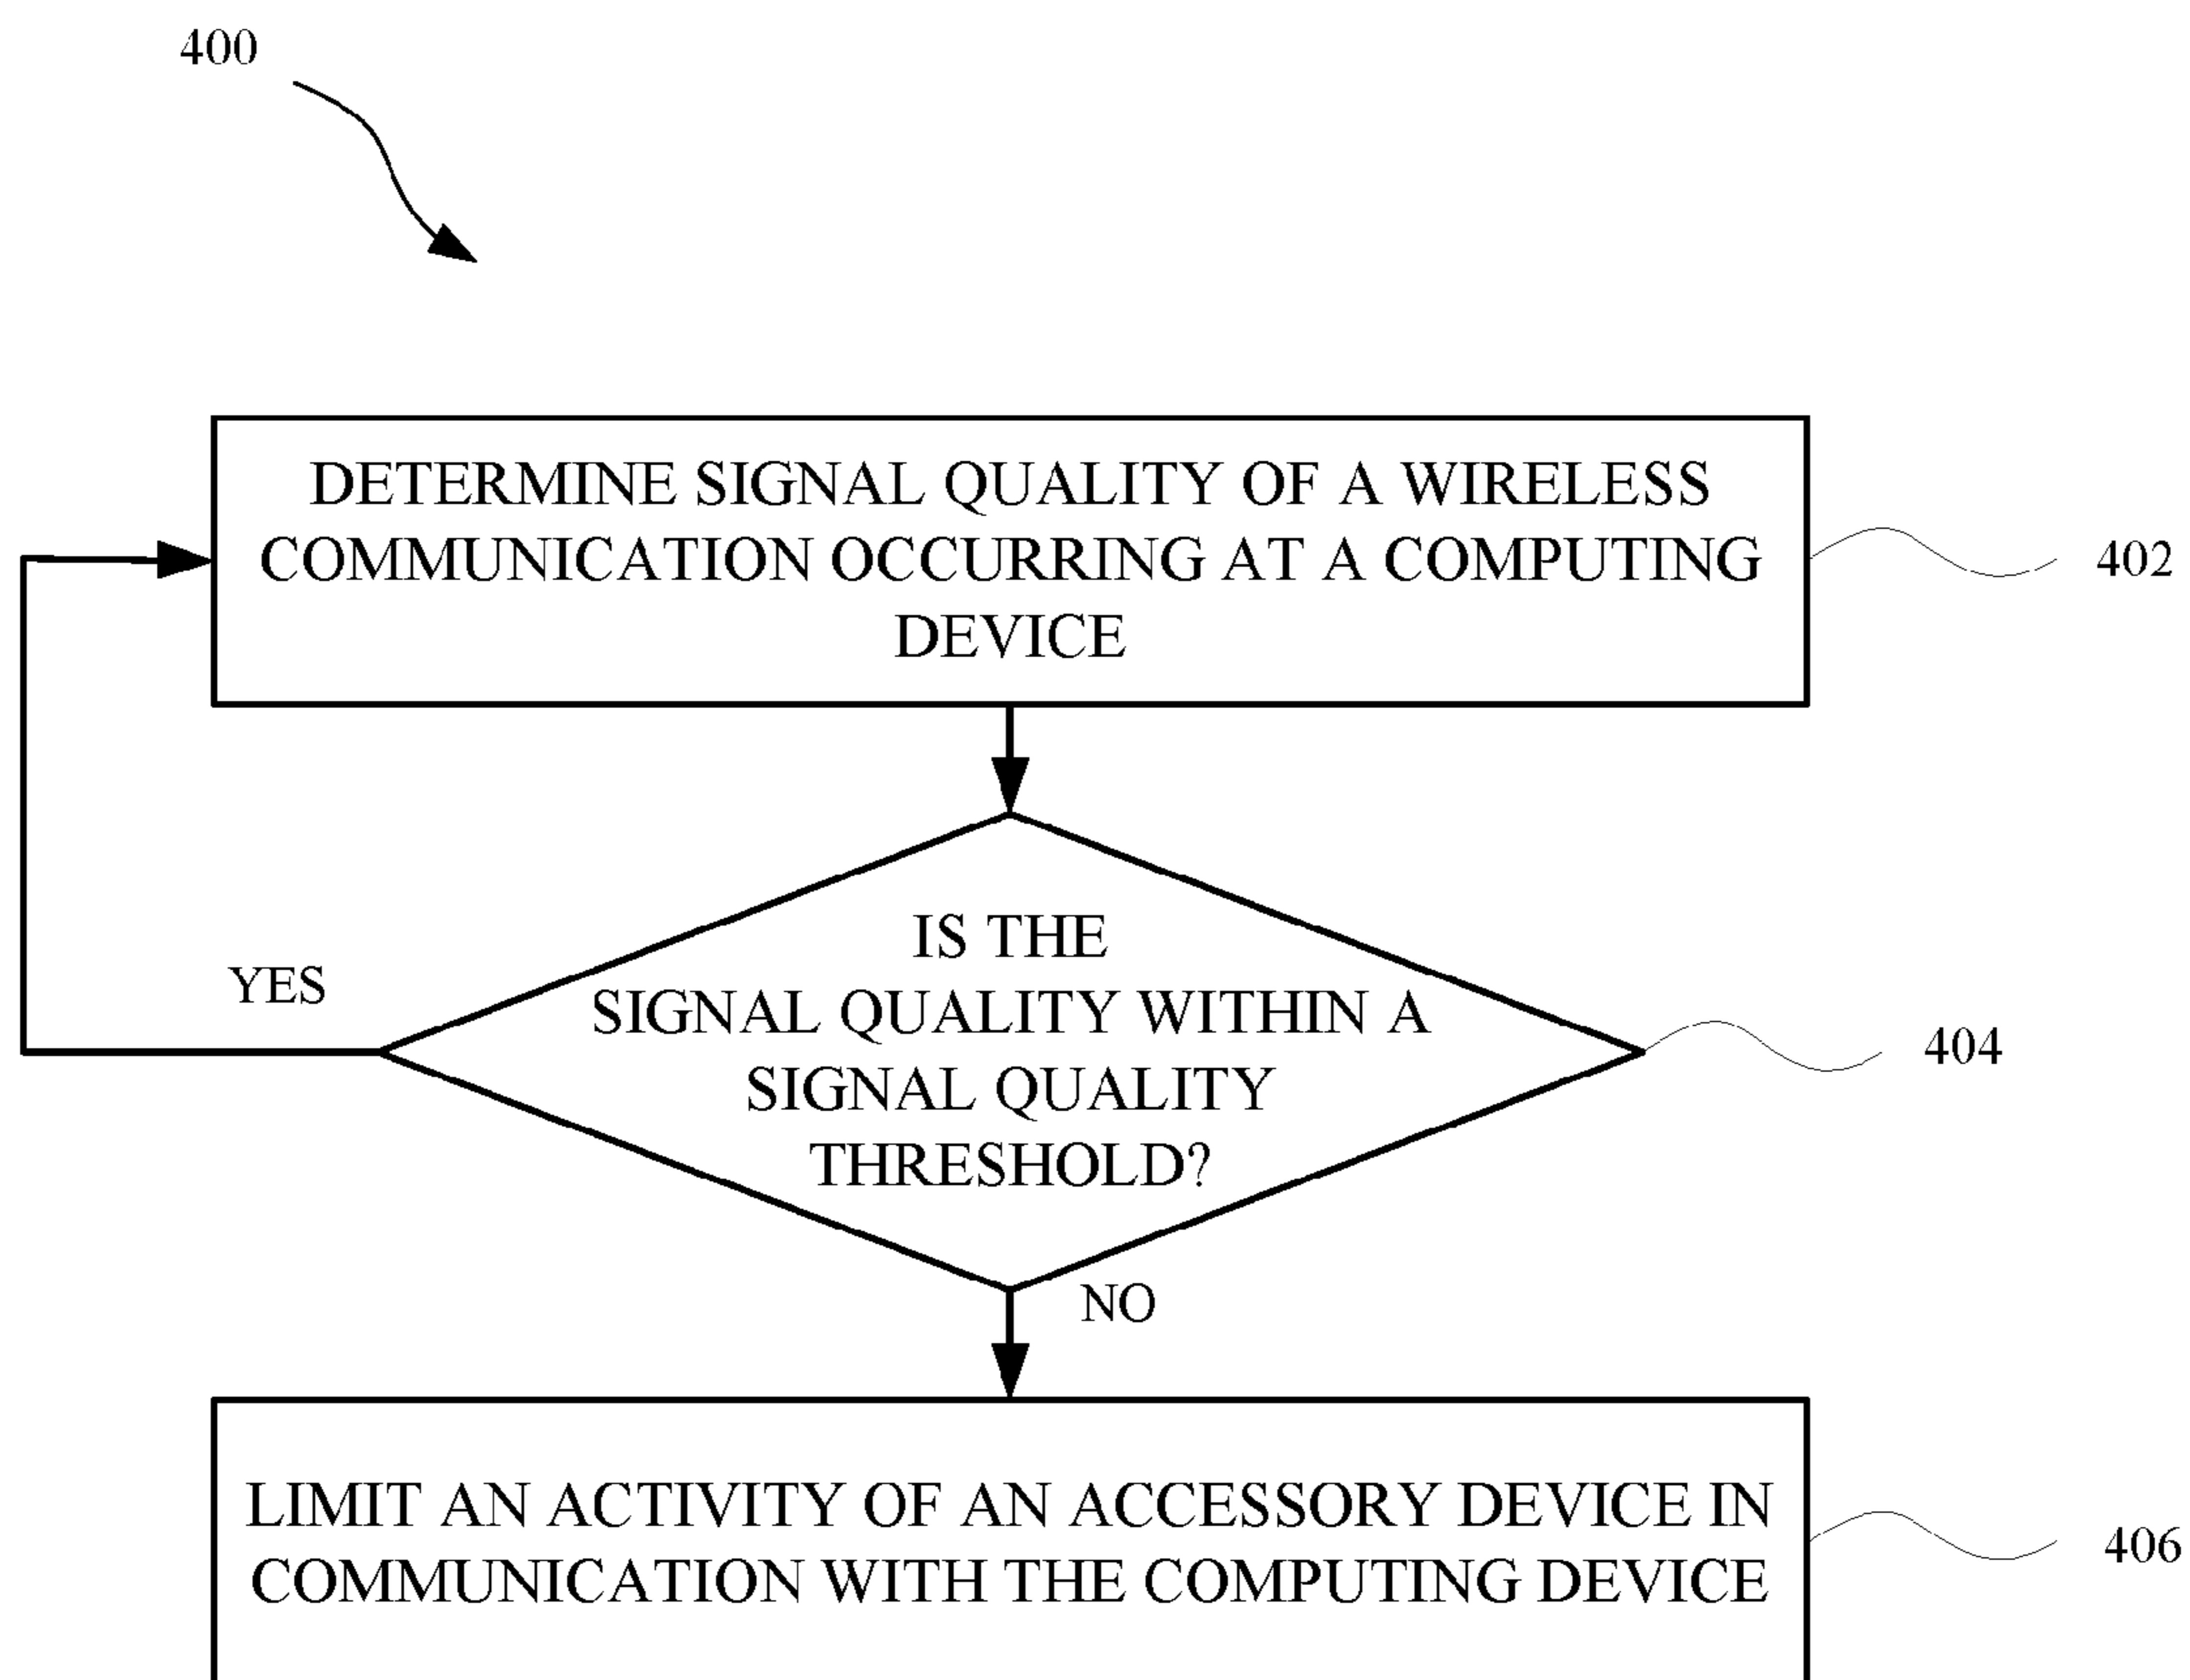 400
DETERMINE SIGNAL QUALITY OF A WIRELESS
COMMUNICATION OCCURRING AT A COMPUTING
DEVICE
402
IS THE
SIGNAL QUALITY WITHIN A
SIGNAL QUALITY
THRESHOLD?
YES
404
NO
LIMIT AN ACTIVITY OF AN ACCESSORY DEVICE IN
COMMUNICATION WITH THE COMPUTING DEVICE
406